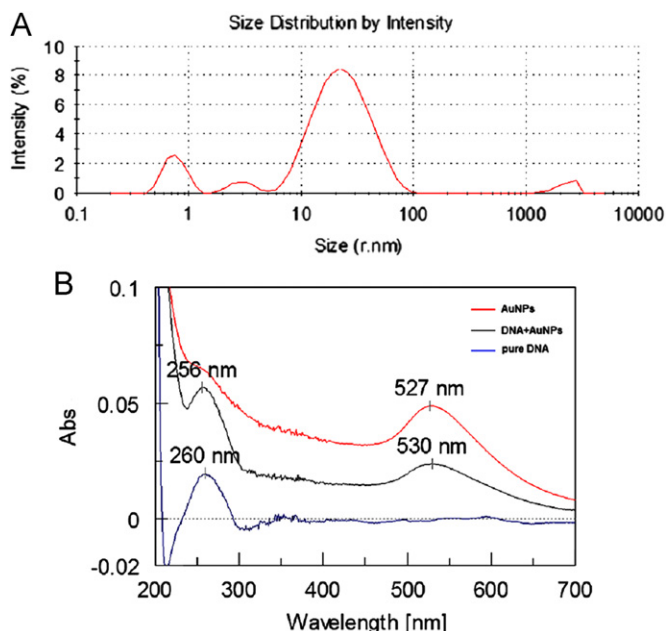 A
Size Distribution by Intensity
Intensity (%)
10
8
6
4
2
0
0.1 1 10 100 1000 10000
Size (r.nm)
B
Abs
0.1
0.05
0
-0.02
AuNPs
DNA+AuNPs
pure DNA
256 nm
527 nm
530 nm
260 nm
200 300 400 500 600 700
Wavelength [nm]